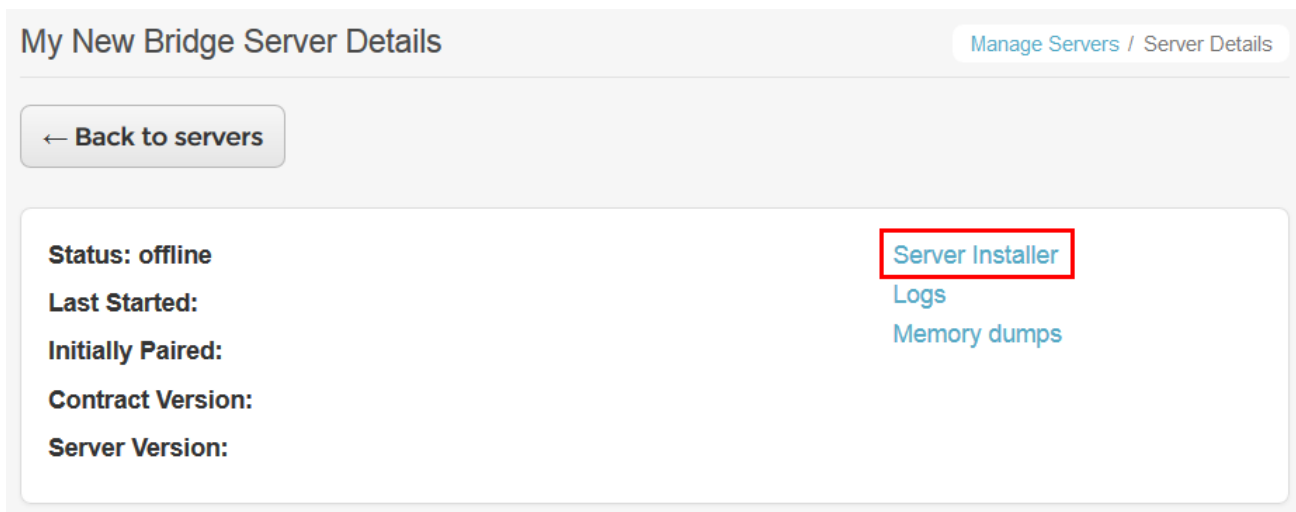 My New Bridge Server Details
Manage Servers / Server Details
← Back to servers
Status: offline
Last Started:
Initially Paired:
Contract Version:
Server Version:
Server Installer
Logs
Memory dumps